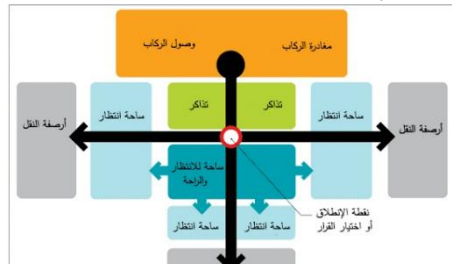 مغادرة الركاب
وصول الركاب
تذاكر
تذاكر
ساحة انتظار
ساحة انتظار
أرصفة النقل
أرصفة النقل
ساحة للانتظار
والراحة
نقطة الإنطلاق
أو اختيار القرار
ساحة انتظار
ساحة انتظار